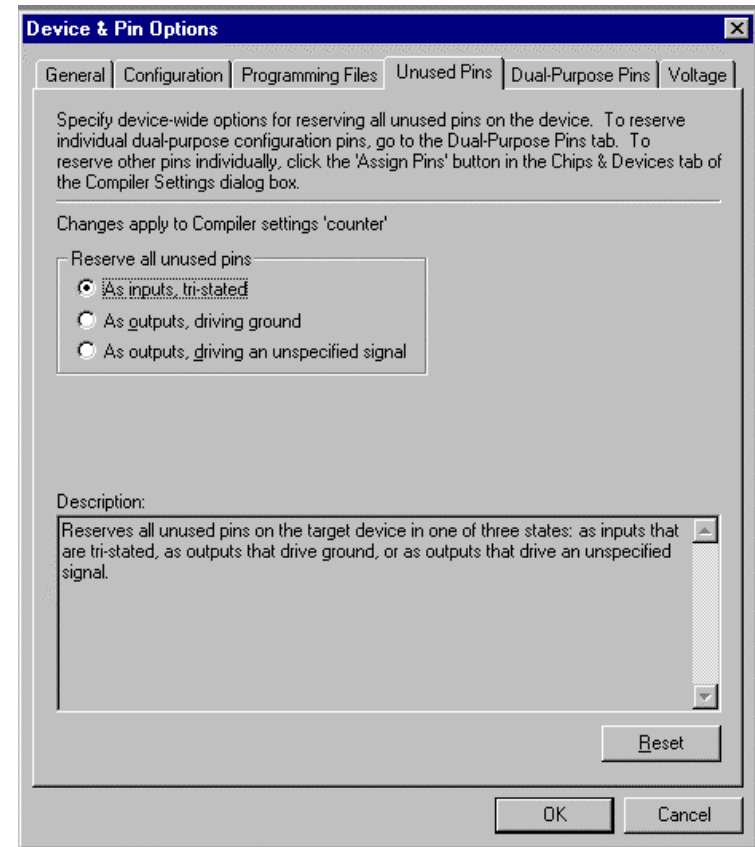 Device & Pin Options
General Configuration Programming Files Unused Pins Dual-Purpose Pins Voltage
Specify device-wide options for reserving all unused pins on the device. To reserve
individual dual-purpose configuration pins, go to the Dual-Purpose Pins tab. To
reserve other pins individually, click the 'Assign Pins' button in the Chips & Devices tab of
the Compiler Settings dialog box.
Changes apply to Compiler settings 'counter'
Reserve all unused pins
As inputs, tri-stated
As outputs, driving ground
As outputs, driving an unspecified signal
Description:
Reserves all unused pins on the target device in one of three states: as inputs that
are tri-stated, as outputs that drive ground, or as outputs that drive an unspecified
signal.
Reset
OK Cancel